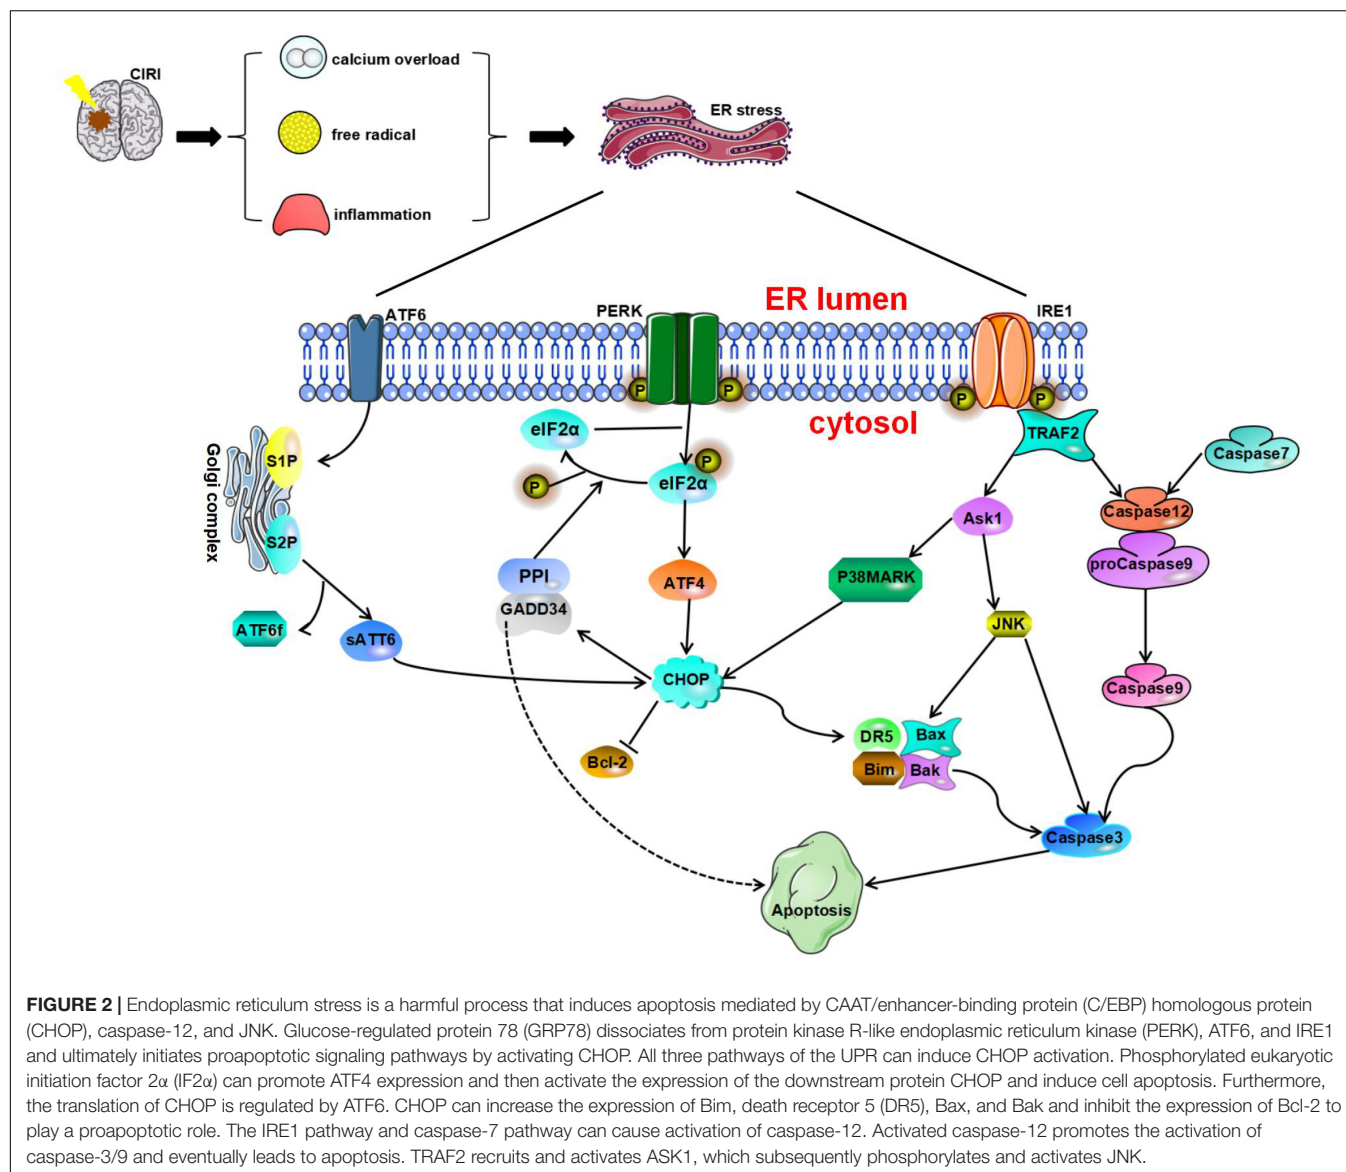 CIRI
calcium overload
free radical
inflammation
ER stress
ER lumen
ATF6
PERK
IRE1
P
P
P
P
cytosol
TRAF2
eIF2α
P
eIF2α
P
S1P
S2P
Golgi complex
Caspase7
Caspase12
proCaspase9
Ask1
PPI
GADD34
ATF4
P38MARK
JNK
ATF6f
sATT6
CHOP
Caspase9
Bcl-2
DR5
Bax
Bim
Bak
Caspase3
Apoptosis
FIGURE 2 | Endoplasmic reticulum stress is a harmful process that induces apoptosis mediated by CAAT/enhancer-binding protein (C/EBP) homologous protein
(CHOP), caspase-12, and JNK. Glucose-regulated protein 78 (GRP78) dissociates from protein kinase R-like endoplasmic reticulum kinase (PERK), ATF6, and IRE1
and ultimately initiates proapoptotic signaling pathways by activating CHOP. All three pathways of the UPR can induce CHOP activation. Phosphorylated eukaryotic
initiation factor 2α (IF2α) can promote ATF4 expression and then activate the expression of the downstream protein CHOP and induce cell apoptosis. Furthermore,
the translation of CHOP is regulated by ATF6. CHOP can increase the expression of Bim, death receptor 5 (DR5), Bax, and Bak and inhibit the expression of Bcl-2 to
play a proapoptotic role. The IRE1 pathway and caspase-7 pathway can cause activation of caspase-12. Activated caspase-12 promotes the activation of
caspase-3/9 and eventually leads to apoptosis. TRAF2 recruits and activates ASK1, which subsequently phosphorylates and activates JNK.